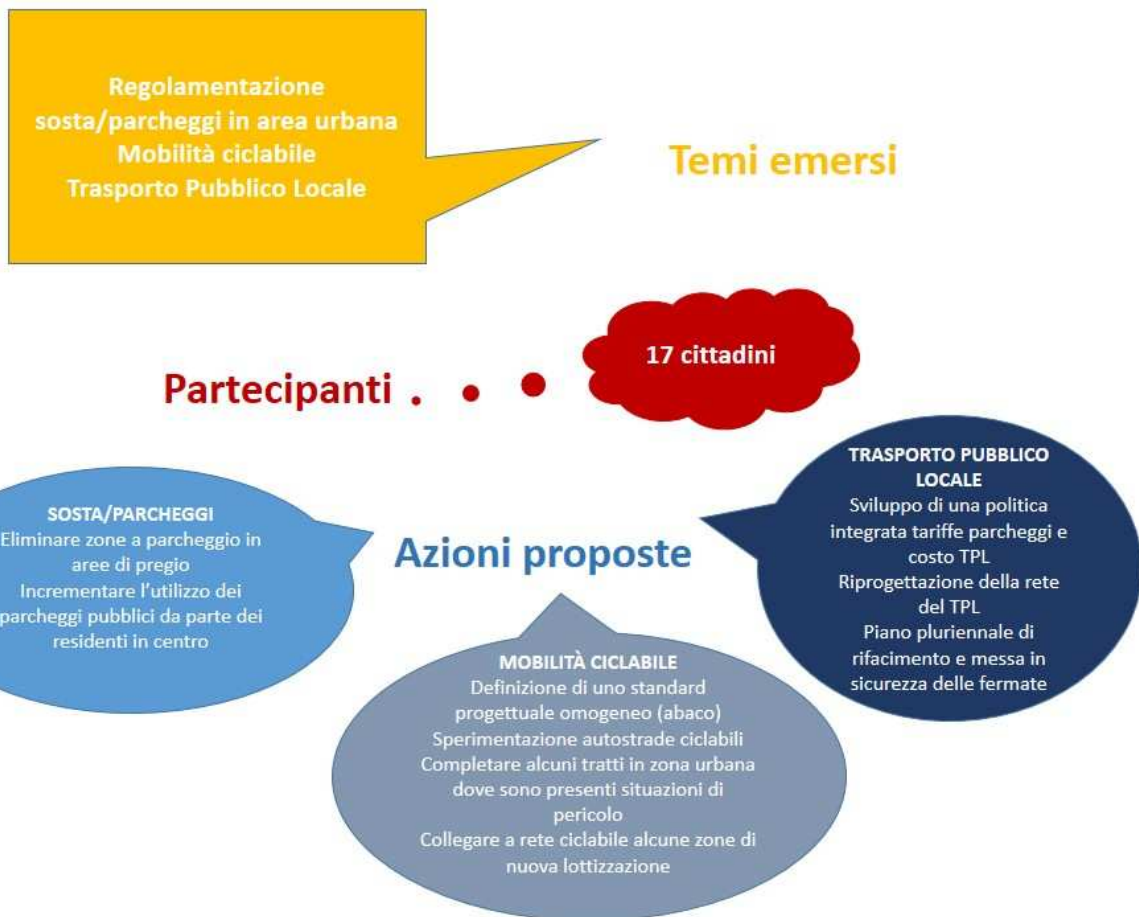 Regolamentazione
sosta/parcheggi in area urbana
Mobilità ciclabile
Trasporto Pubblico Locale
Temi emersi
17 cittadini
Partecipanti
SOSTA/PARCHEGGI
Eliminare zone a parcheggio in
aree di pregio
Incrementare l'utilizzo dei
parcheggi pubblici da parte dei
residenti in centro
Azioni proposte
TRASPORTO PUBBLICO
LOCALE
Sviluppo di una politica
integrata tariffe parcheggi e
costo TPL
Riprogettazione della rete
del TPL
Piano pluriennale di
rifacimento e messa in
sicurezza delle fermate
MOBILITÀ CICLABILE
Definizione di uno standard
progettuale omogeneo (abaco)
Sperimentazione autostrade ciclabili
Completare alcuni tratti in zona urbana
dove sono presenti situazioni di
pericolo
Collegare a rete ciclabile alcune zone di
nuova lottizzazione